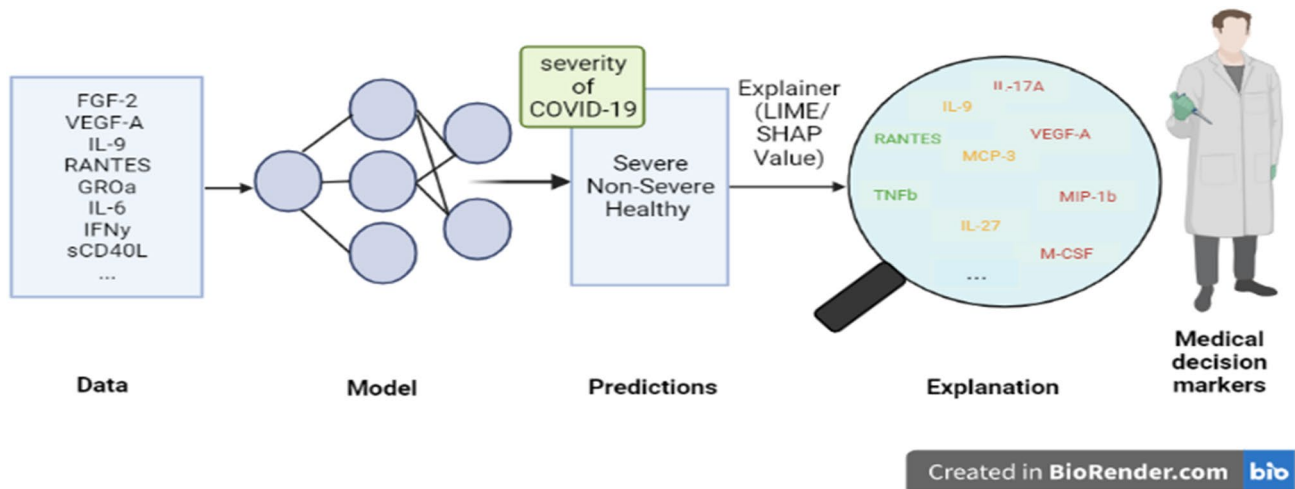 FGF-2
VEGF-A
IL-9
RANTES
GROa
IL-6
IFNy
sCD40L
...
Data
Model
severity
of
COVID-19
Severe
Non-Severe
Healthy
Predictions
Explainer
(LIME/
SHAP
Value)
IL-17A
IL-9
RANTES
VEGF-A
MCP-3
TNFb
MIP-1b
IL-27
M-CSF
...
Explanation
Medical
decision
markers
Created in BioRender.com bio